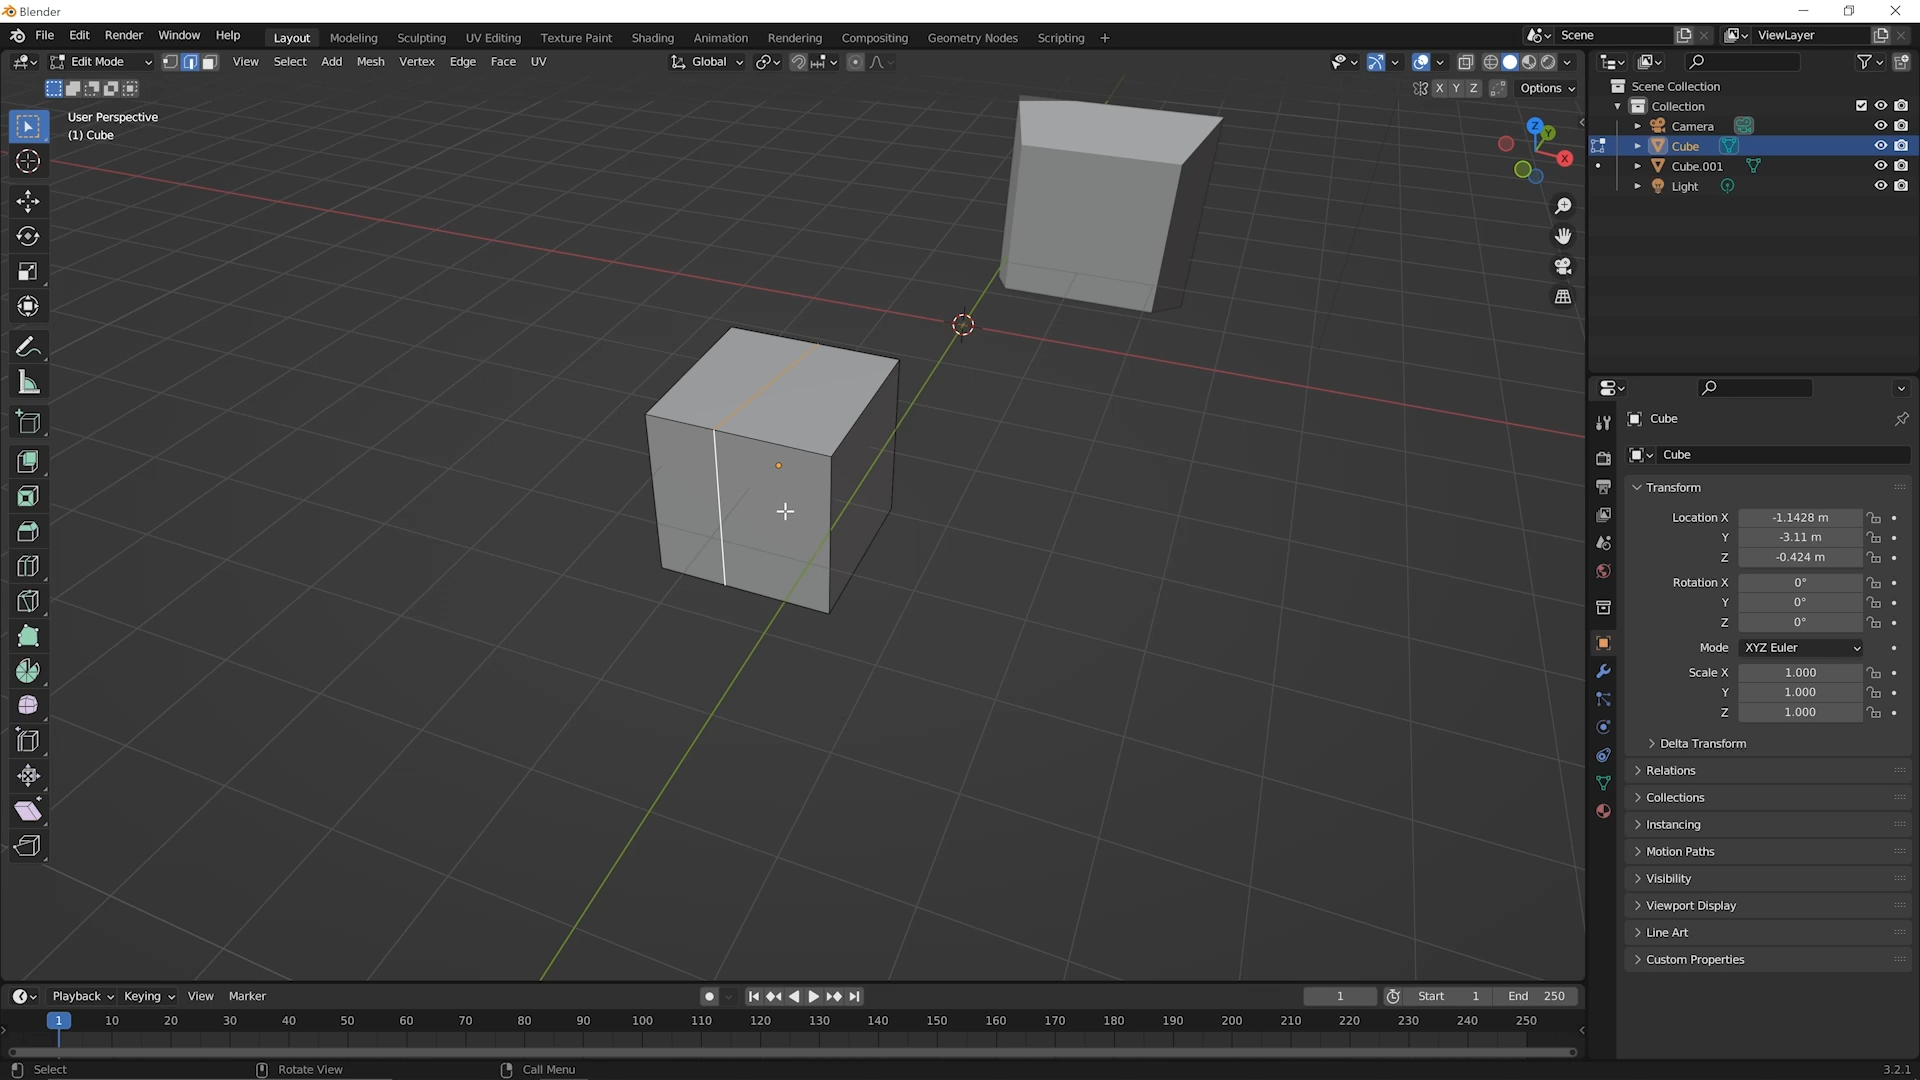 Blender
File Edit Render Window Help Layout Modeling Sculpting UV Editing Texture Paint Shading Animation Rendering Compositing Geometry Nodes Scripting + Scene ViewLayer
Edit Mode View Select Add Mesh Vertex Edge Face UV Global
X Y Z Options
User Perspective
(1) Cube
Z
Y
X
Scene Collection
Collection
Camera
Cube
Cube.001
Light
Cube
Cube
Transform
Location X -1.1428 m
Y -3.11 m
Z -0.424 m
Rotation X 0°
Y 0°
Z 0°
Mode XYZ Euler
Scale X 1.000
Y 1.000
Z 1.000
Delta Transform
Relations
Collections
Instancing
Motion Paths
Visibility
Viewport Display
Line Art
Custom Properties
Playback Keying View Marker 1 Start 1 End 250
1 10 20 30 40 50 60 70 80 90 100 110 120 130 140 150 160 170 180 190 200 210 220 230 240 250
Select Rotate View Call Menu 3.2.1